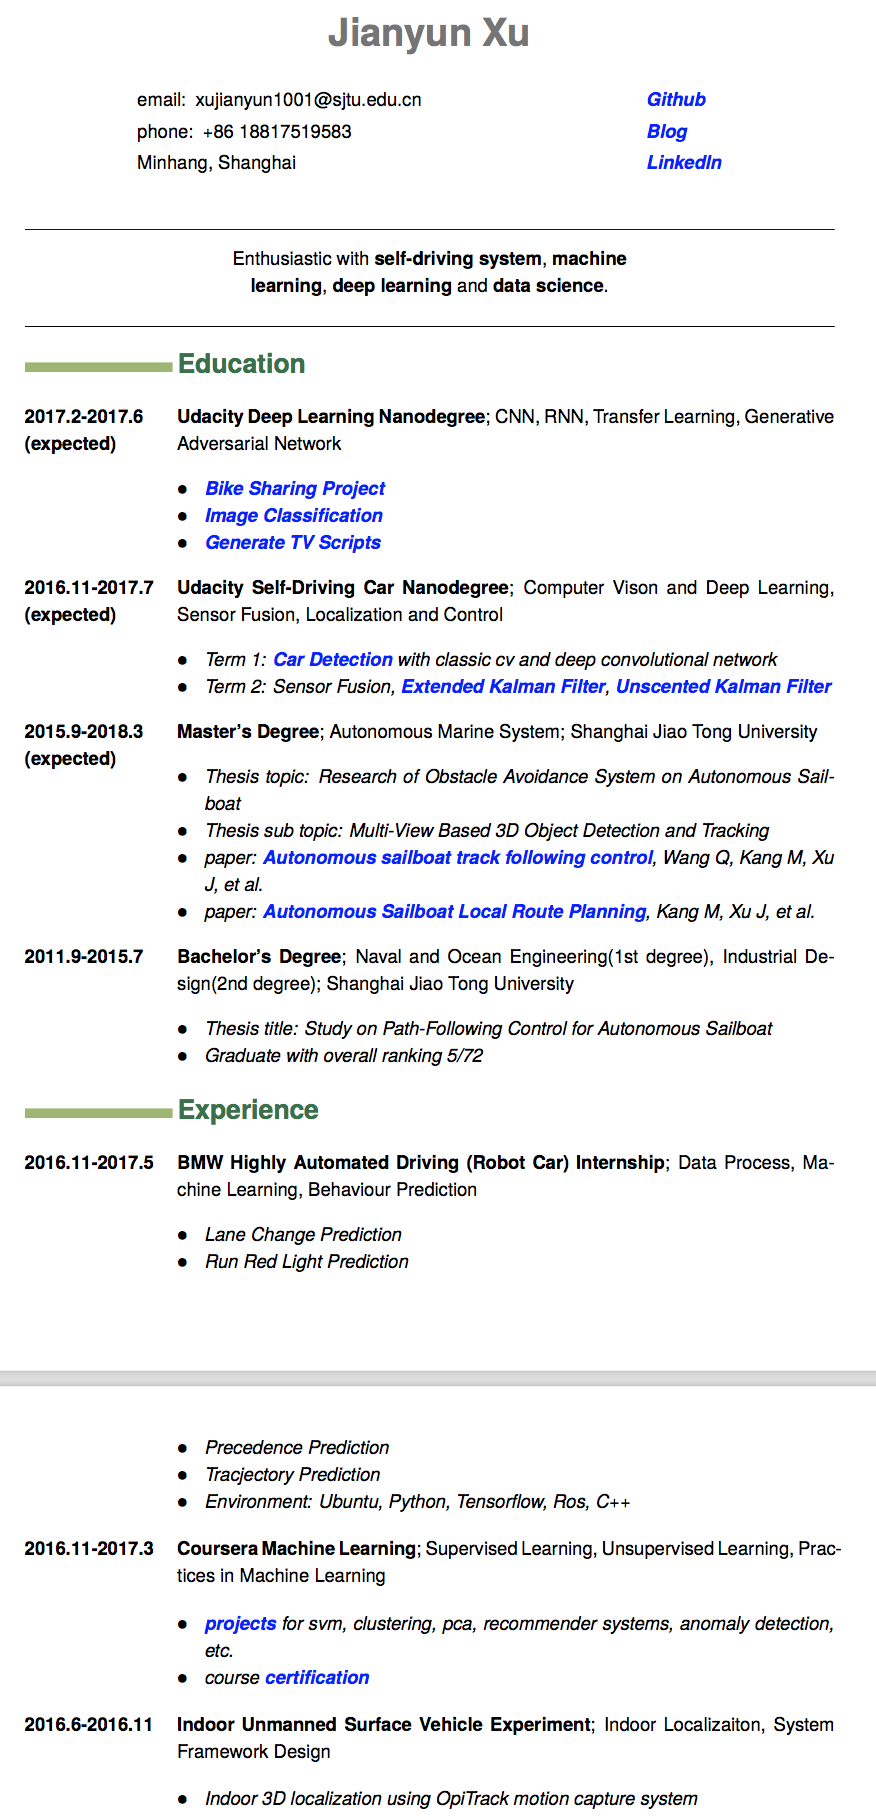 Jianyun Xu
email: xujianyun1001@sjtu.edu.cn
Github
phone: +86 18817519583
Blog
Minhang, Shanghai
LinkedIn
Enthusiastic with self-driving system, machine
learning, deep learning and data science.
Education
2017.2-2017.6 Udacity Deep Learning Nanodegree; CNN, RNN, Transfer Learning, Generative
(expected) Adversarial Network
● Bike Sharing Project
● Image Classification
● Generate TV Scripts
2016.11-2017.7 Udacity Self-Driving Car Nanodegree; Computer Vison and Deep Learning,
(expected) Sensor Fusion, Localization and Control
● Term 1: Car Detection with classic cv and deep convolutional network
● Term 2: Sensor Fusion, Extended Kalman Filter, Unscented Kalman Filter
2015.9-2018.3 Master's Degree; Autonomous Marine System; Shanghai Jiao Tong University
(expected)
● Thesis topic: Research of Obstacle Avoidance System on Autonomous Sail-
boat
● Thesis sub topic: Multi-View Based 3D Object Detection and Tracking
● paper: Autonomous sailboat track following control, Wang Q, Kang M, Xu
J, et al.
● paper: Autonomous Sailboat Local Route Planning, Kang M, Xu J, et al.
2011.9-2015.7 Bachelor's Degree; Naval and Ocean Engineering(1st degree), Industrial De-
sign(2nd degree); Shanghai Jiao Tong University
● Thesis title: Study on Path-Following Control for Autonomous Sailboat
● Graduate with overall ranking 5/72
Experience
2016.11-2017.5 BMW Highly Automated Driving (Robot Car) Internship; Data Process, Ma-
chine Learning, Behaviour Prediction
● Lane Change Prediction
● Run Red Light Prediction
● Precedence Prediction
● Tracjectory Prediction
● Environment: Ubuntu, Python, Tensorflow, Ros, C++
2016.11-2017.3 Coursera Machine Learning; Supervised Learning, Unsupervised Learning, Prac-
tices in Machine Learning
● projects for svm, clustering, pca, recommender systems, anomaly detection,
etc.
● course certification
2016.6-2016.11 Indoor Unmanned Surface Vehicle Experiment; Indoor Localizaiton, System
Framework Design
● Indoor 3D localization using OpiTrack motion capture system